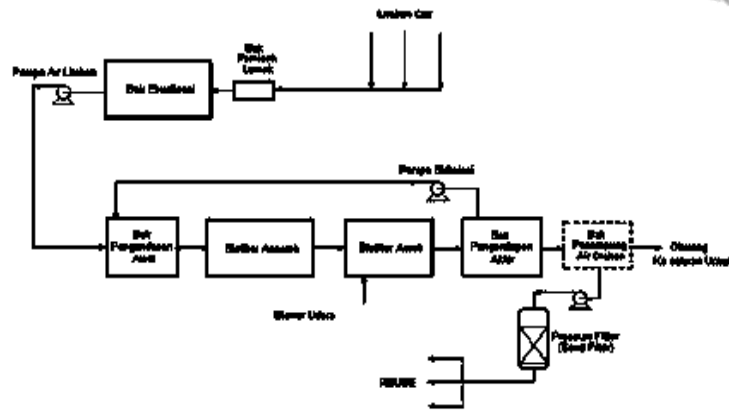 Limbah Cair
Bak
Pemisah
Lemak
Pompa Air Limbah
Bak Ekualisasi
Pompa Sirkulasi
Bak
Pengendapan
Awal
Biofilter Anaerob
Biofilter Aerob
Bak
Pengendapan
Akhir
Bak
Penampung
Air Olahan
Dibuang
Ke saluran Umum
Blower Udara
Pressure Filter
(Sand Filter)
REUSE